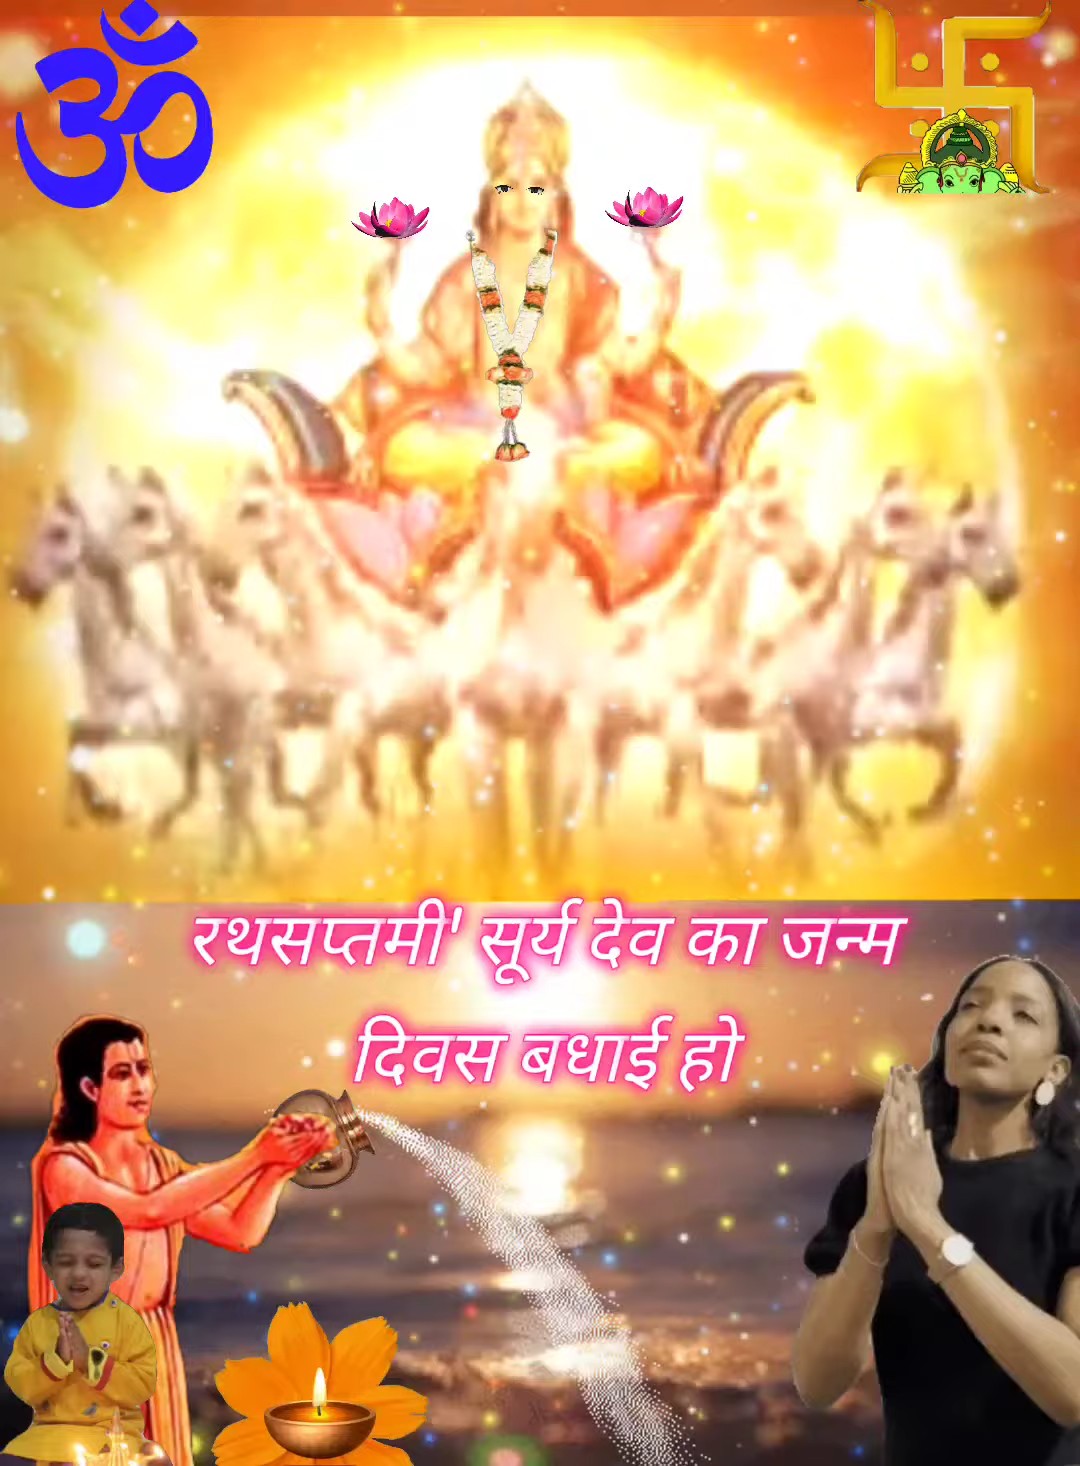 ॐ
रथसप्तमी' सूर्य देव का जन्म
दिवस बधाई हो